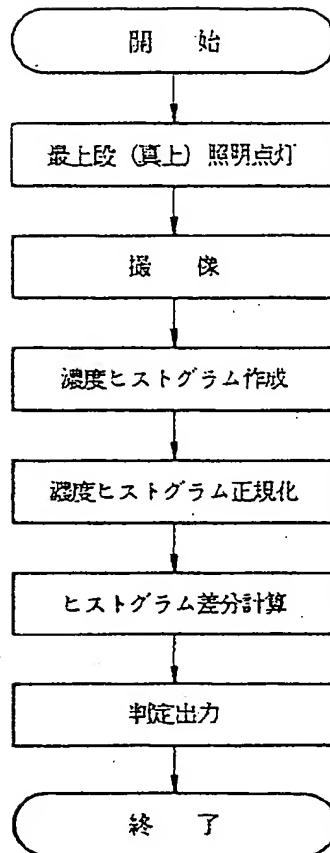 開始
最上段(真上)照明点灯
撮像
濃度ヒストグラム作成
濃度ヒストグラム正規化
ヒストグラム差分計算
判定出力
終了